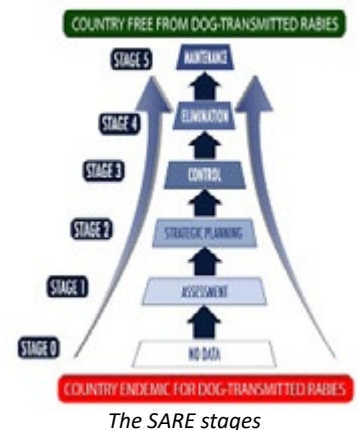 COUNTRY FREE FROM DOG-TRANSMITTED RABIES
STAGE 5 MAINTENANCE
STAGE 4 ELIMINATION
STAGE 3 CONTROL
STAGE 2 STRATEGIC PLANNING
STAGE 1 ASSESSMENT
STAGE 0 NO DATA
COUNTRY ENDEMIC FOR DOG-TRANSMITTED RABIES
The SARE stages